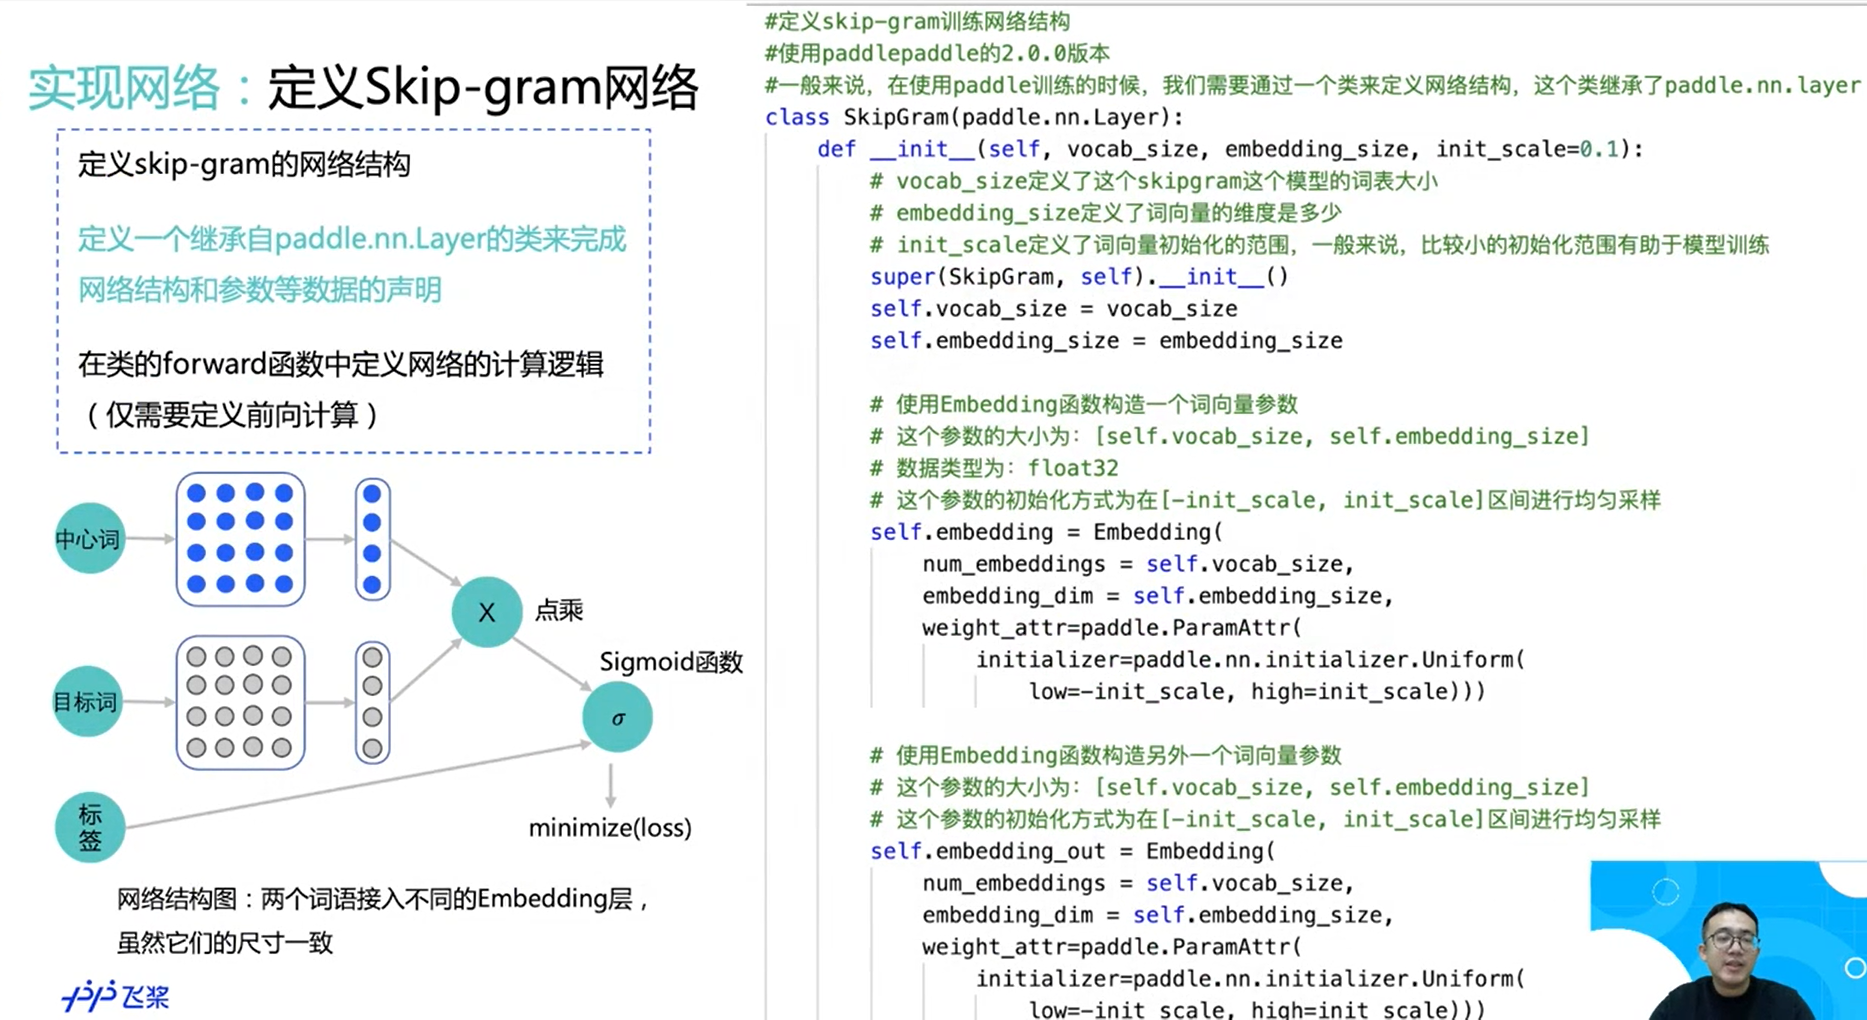 实现网络：定义Skip-gram网络
定义skip-gram的网络结构
定义一个继承自paddle.nn.Layer的类来完成
网络结构和参数等数据的声明
在类的forward函数中定义网络的计算逻辑
（仅需要定义前向计算）
中心词
X
点乘
目标词
Sigmoid函数
σ
标
签
minimize(loss)
网络结构图：两个词语接入不同的Embedding层，
虽然它们的尺寸一致
飞桨
#定义skip-gram训练网络结构
#使用paddlepaddle的2.0.0版本
#一般来说，在使用paddle训练的时候，我们需要通过一个类来定义网络结构，这个类继承了paddle.nn.layer
class SkipGram(paddle.nn.Layer):
def __init__(self, vocab_size, embedding_size, init_scale=0.1):
# vocab_size定义了这个skipgram这个模型的词表大小
# embedding_size定义了词向量的维度是多少
# init_scale定义了词向量初始化的范围，一般来说，比较小的初始化范围有助于模型训练
super(SkipGram, self).__init__()
self.vocab_size = vocab_size
self.embedding_size = embedding_size
# 使用Embedding函数构造一个词向量参数
# 这个参数的大小为：[self.vocab_size, self.embedding_size]
# 数据类型为：float32
# 这个参数的初始化方式为在[-init_scale, init_scale]区间进行均匀采样
self.embedding = Embedding(
num_embeddings = self.vocab_size,
embedding_dim = self.embedding_size,
weight_attr=paddle.ParamAttr(
initializer=paddle.nn.initializer.Uniform(
low=-init_scale, high=init_scale)))
# 使用Embedding函数构造另外一个词向量参数
# 这个参数的大小为：[self.vocab_size, self.embedding_size]
# 这个参数的初始化方式为在[-init_scale, init_scale]区间进行均匀采样
self.embedding_out = Embedding(
num_embeddings = self.vocab_size,
embedding_dim = self.embedding_size,
weight_attr=paddle.ParamAttr(
initializer=paddle.nn.initializer.Uniform(
low=-init_scale, high=init_scale)))